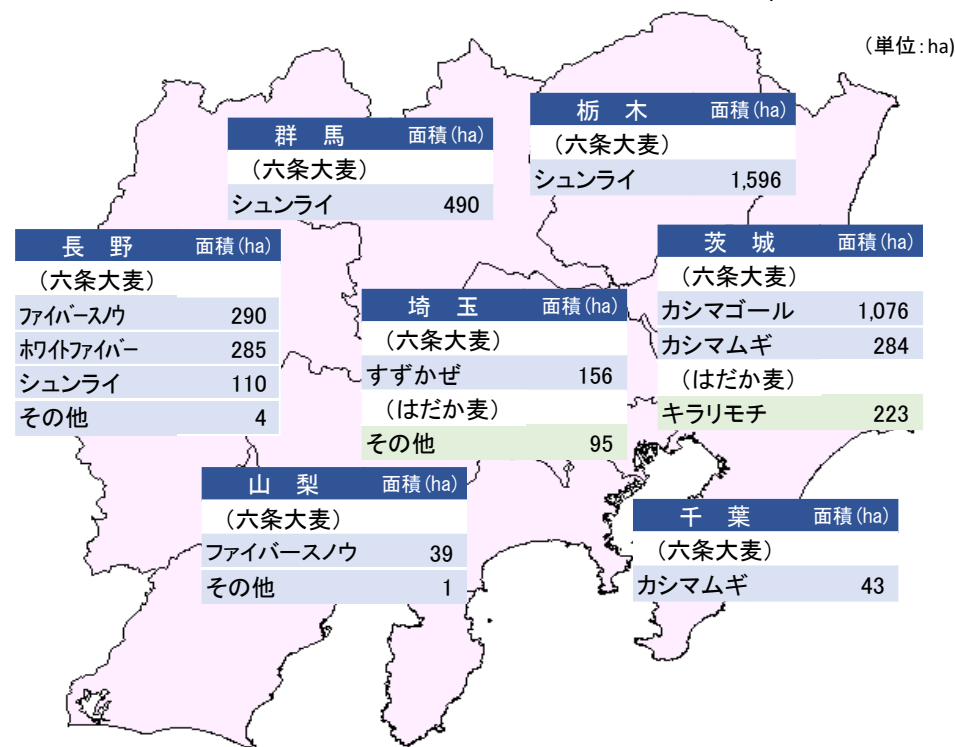 （単位：ha)
栃　木　面積(ha)
（六条大麦）
シュンライ　1,596
群　馬　面積(ha)
（六条大麦）
シュンライ　490
長　野　面積(ha)
（六条大麦）
ファイバースノウ　290
ホワイトファイバー　285
シュンライ　110
その他　4
埼　玉　面積(ha)
（六条大麦）
すずかぜ　156
（はだか麦）
その他　95
茨　城　面積(ha)
（六条大麦）
カシマゴール　1,076
カシマムギ　284
（はだか麦）
キラリモチ　223
山　梨　面積(ha)
（六条大麦）
ファイバースノウ　39
その他　1
千　葉　面積(ha)
（六条大麦）
カシマムギ　43